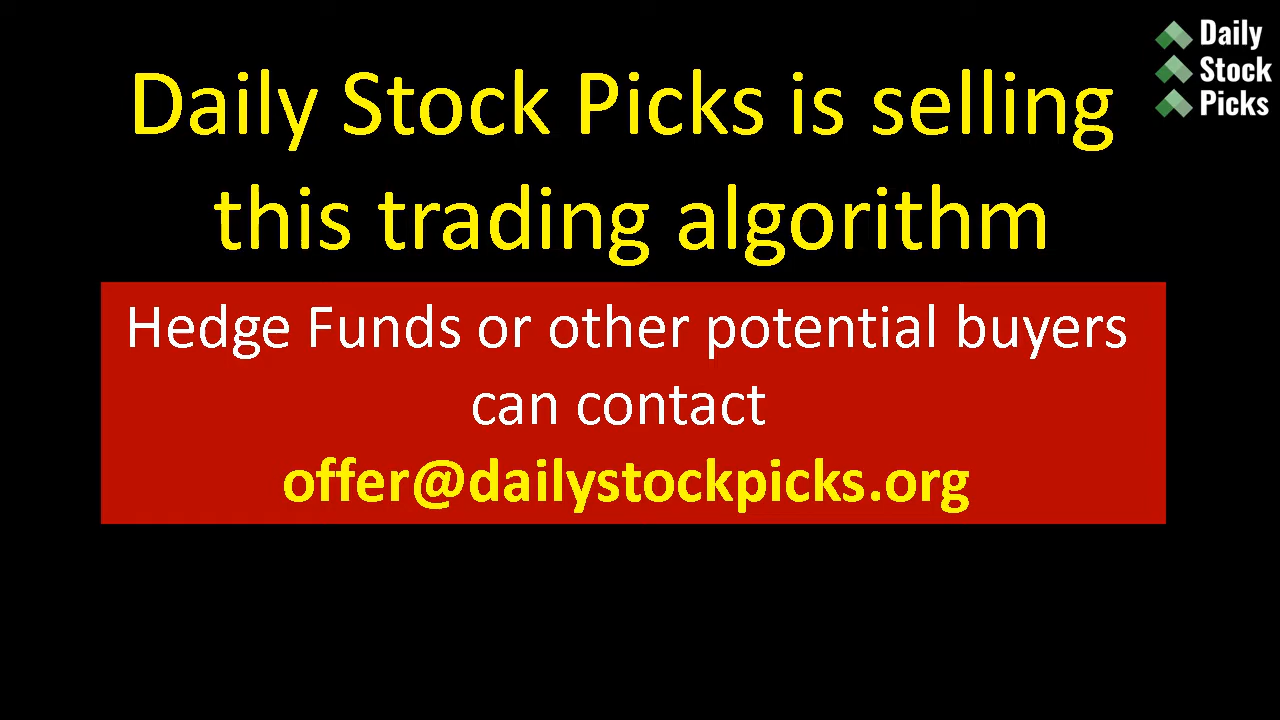 Daily Stock Picks is selling
this trading algorithm
Hedge Funds or other potential buyers
can contact
offer@dailystockpicks.org
Daily
Stock
Picks